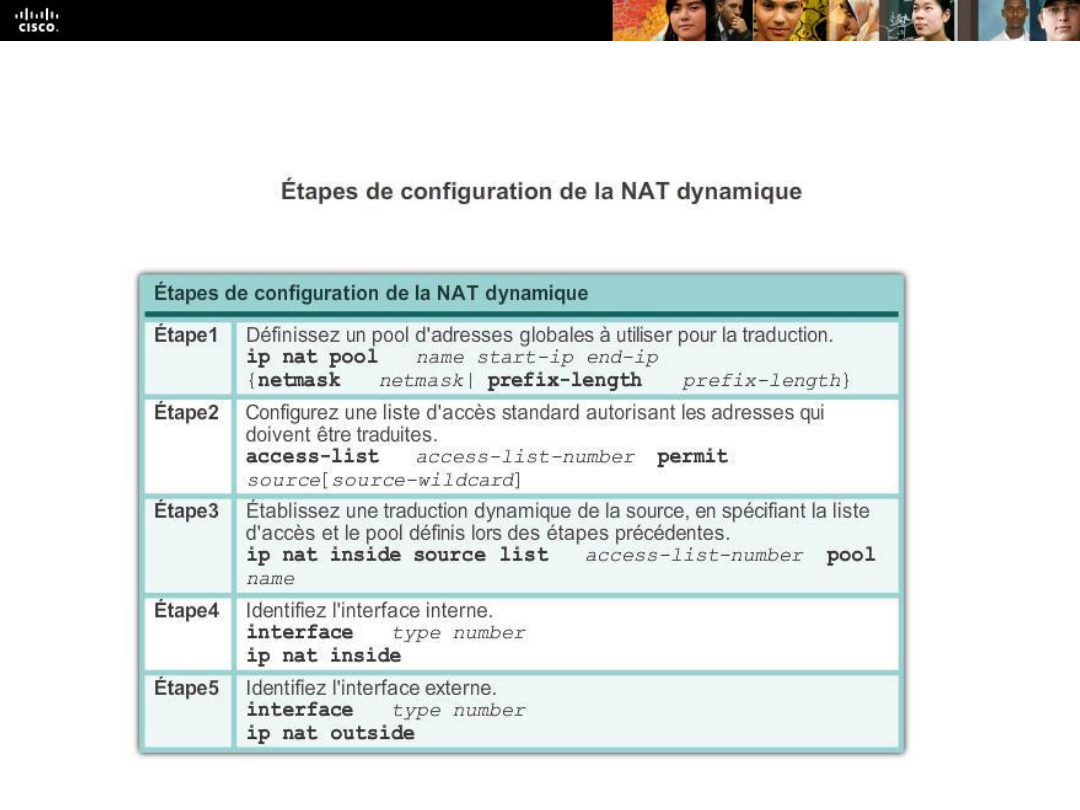 CISCO.
Étapes de configuration de la NAT dynamique
Étapes de configuration de la NAT dynamique
Étape1
Définissez un pool d'adresses globales à utiliser pour la traduction.
ip nat pool name start-ip end-ip
{netmask netmask| prefix-length prefix-length}
Étape2
Configurez une liste d'accès standard autorisant les adresses qui
doivent être traduites.
access-list access-list-number permit
source[source-wildcard]
Étape3
Établissez une traduction dynamique de la source, en spécifiant la liste
d'accès et le pool définis lors des étapes précédentes.
ip nat inside source list access-list-number pool
name
Étape4
Identifiez l'interface interne.
interface type number
ip nat inside
Étape5
Identifiez l'interface externe.
interface type number
ip nat outside